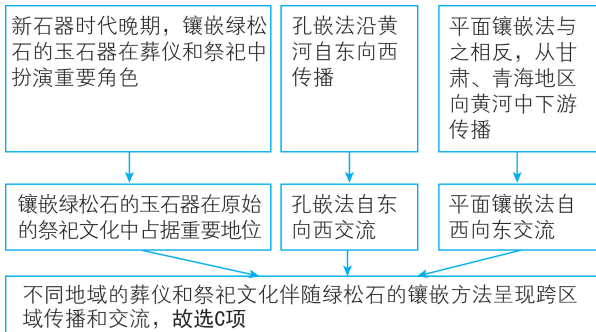 新石器时代晚期，镶嵌绿松
石的玉石器在葬仪和祭祀中
扮演重要角色
孔嵌法沿黄
河自东向西
传播
平面镶嵌法与
之相反，从甘
肃、青海地区
向黄河中下游
传播
镶嵌绿松石的玉石器在原始
的祭祀文化中占据重要地位
孔嵌法自东
向西交流
平面镶嵌法自
西向东交流
不同地域的葬仪和祭祀文化伴随绿松石的镶嵌方法呈现跨区
域传播和交流，故选C项